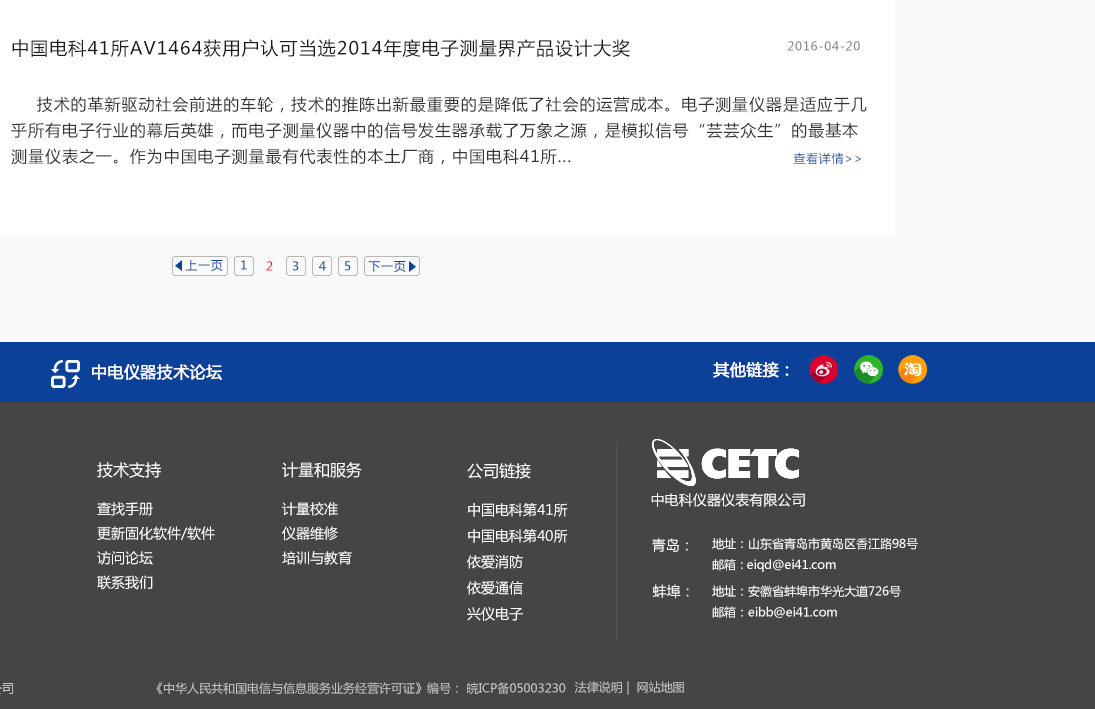 中国电科41所AV1464获用户认可当选2014年度电子测量界产品设计大奖
2016-04-20
技术的革新驱动社会前进的车轮，技术的推陈出新最重要的是降低了社会的运营成本。电子测量仪器是适应于几
乎所有电子行业的幕后英雄，而电子测量仪器中的信号发生器承载了万象之源，是模拟信号“芸芸众生”的最基本
测量仪表之一。作为中国电子测量最有代表性的本土厂商，中国电科41所...
查看详情>>
上一页 1 2 3 4 5 下一页
中电仪器技术论坛
其他链接：
淘
技术支持
查找手册
更新固化软件/软件
访问论坛
联系我们
计量和服务
计量校准
仪器维修
培训与教育
公司链接
中国电科第41所
中国电科第40所
依爱消防
依爱通信
兴仪电子
CETC
中电科仪器仪表有限公司
青岛： 地址：山东省青岛市黄岛区香江路98号
邮箱：eiqd@ei41.com
蚌埠： 地址：安徽省蚌埠市华光大道726号
邮箱：eibb@ei41.com
公司 《中华人民共和国电信与信息服务业务经营许可证》编号： 皖ICP备05003230 法律说明 | 网站地图